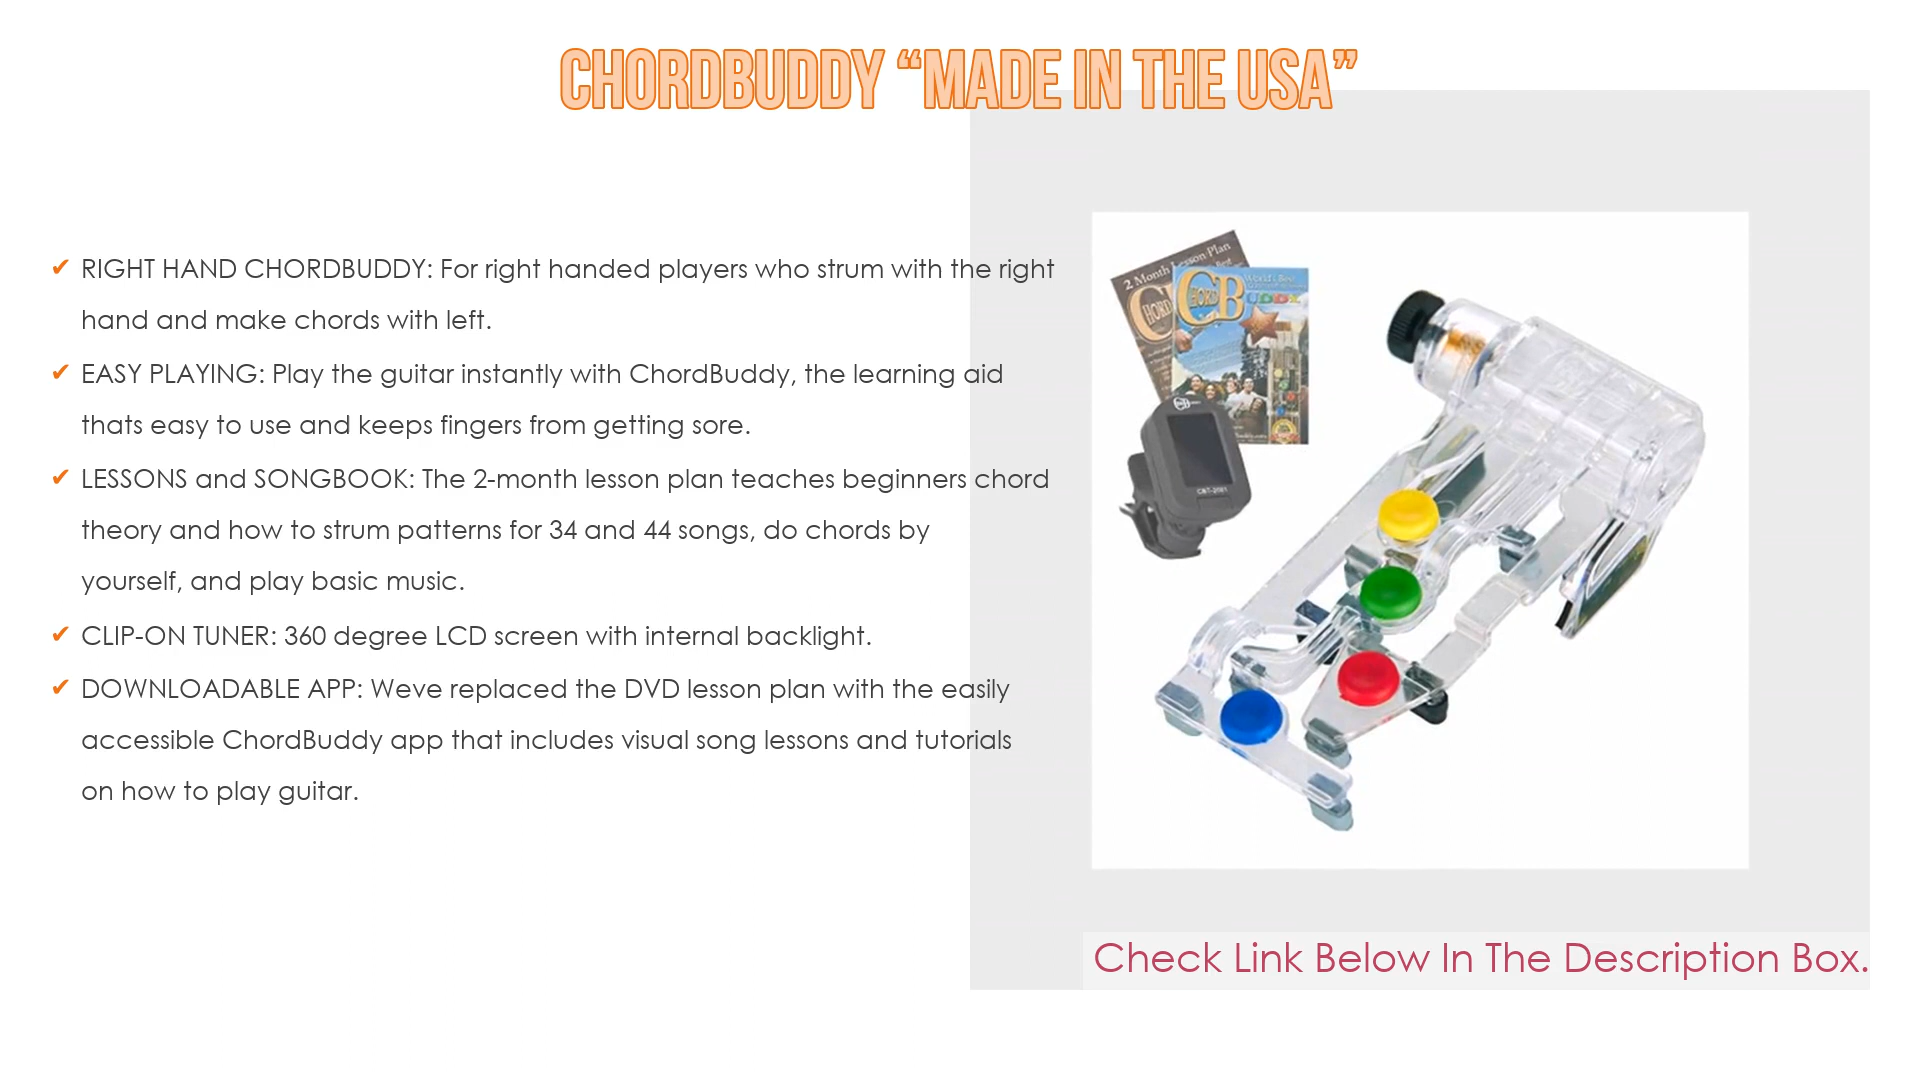 CHORDBUDDY “MADE IN THE USA”
✔ RIGHT HAND CHORDBUDDY: For right handed players who strum with the right
hand and make chords with left.
✔ EASY PLAYING: Play the guitar instantly with ChordBuddy, the learning aid
thats easy to use and keeps fingers from getting sore.
✔ LESSONS and SONGBOOK: The 2-month lesson plan teaches beginners chord
theory and how to strum patterns for 34 and 44 songs, do chords by
yourself, and play basic music.
✔ CLIP-ON TUNER: 360 degree LCD screen with internal backlight.
✔ DOWNLOADABLE APP: Weve replaced the DVD lesson plan with the easily
accessible ChordBuddy app that includes visual song lessons and tutorials
on how to play guitar.
2 Month Lesson Plan
World's Best
CHORD BUDDY
Check Link Below In The Description Box.